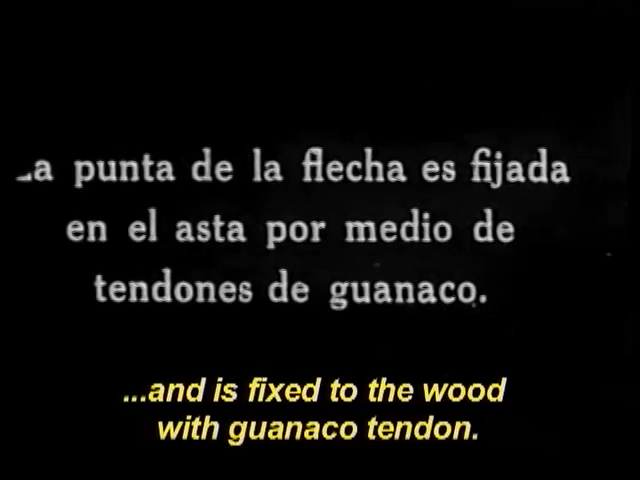 La punta de la flecha es fijada
en el asta por medio de
tendones de guanaco.
...and is fixed to the wood
with guanaco tendon.